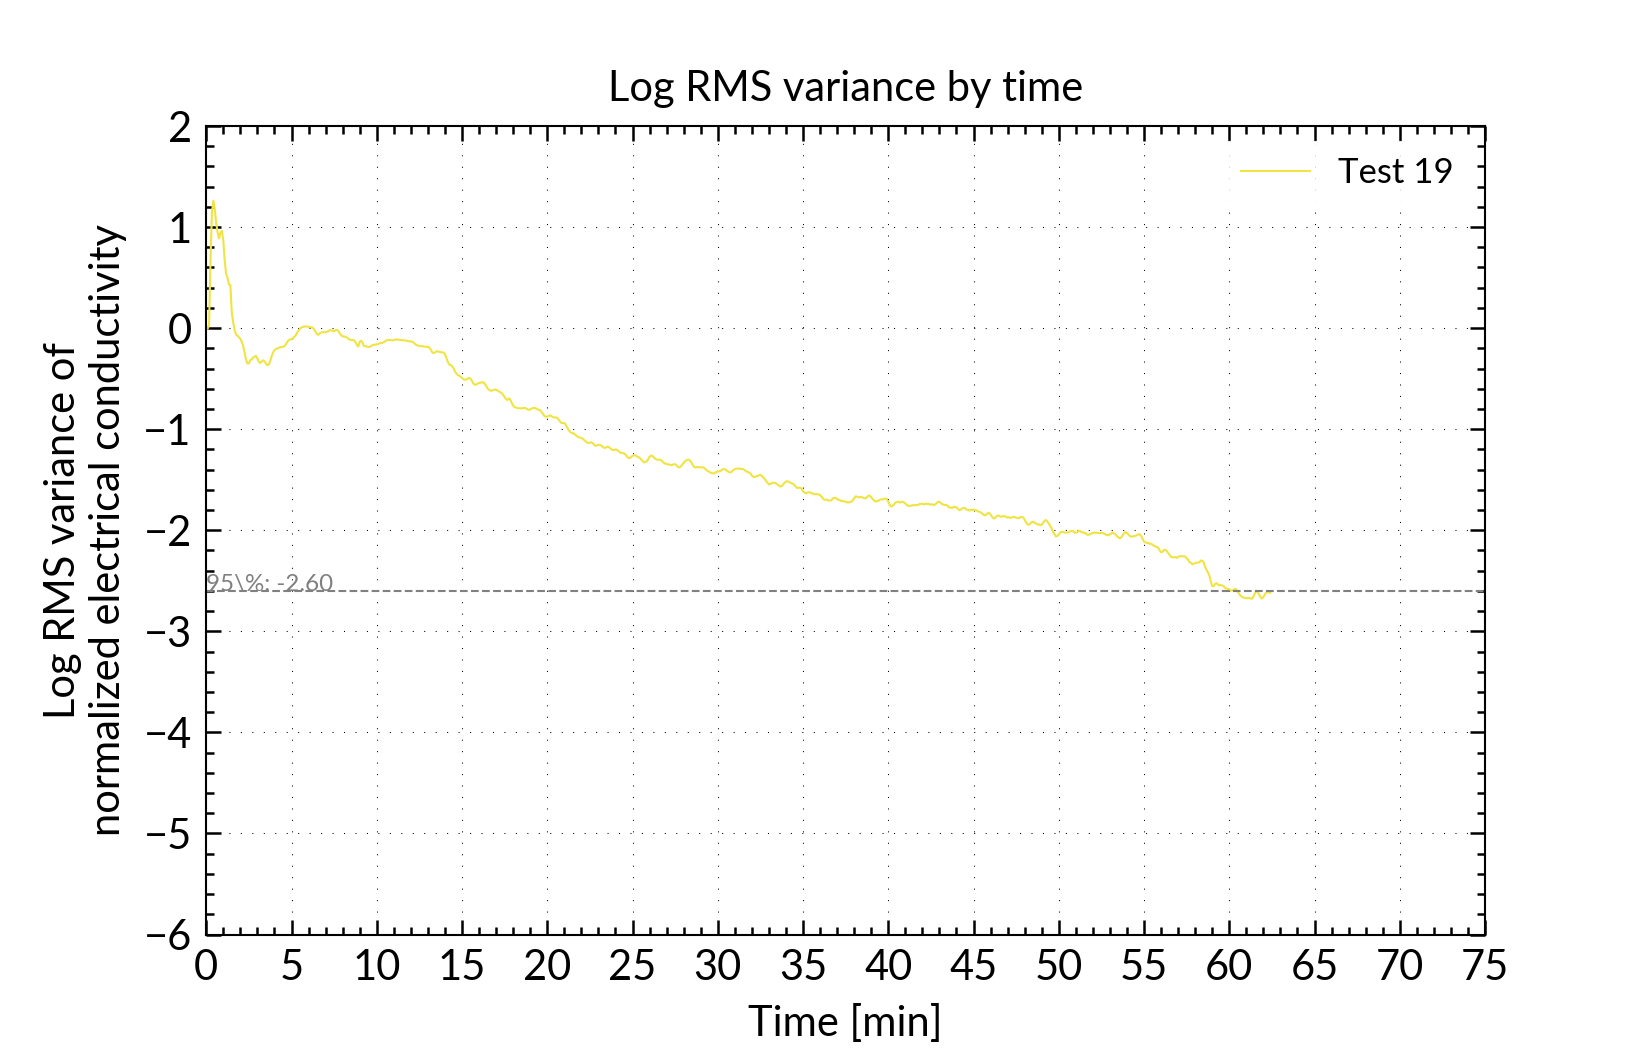 Log RMS variance by time
Test 19
Log RMS variance of
normalized electrical conductivity
2
1
0
−1
−2
−3
−4
−5
−6
95\%: -2.60
0 5 10 15 20 25 30 35 40 45 50 55 60 65 70 75
Time [min]